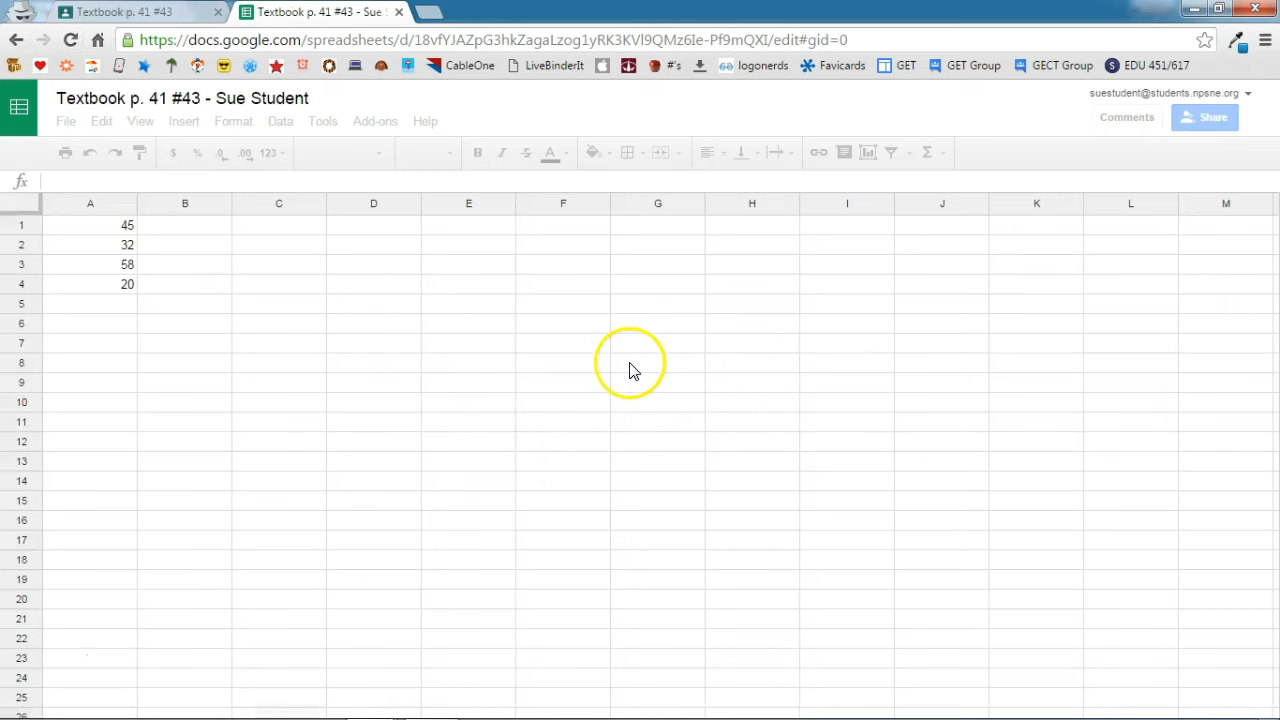 Textbook p. 41 #43
Textbook p. 41 #43 - Sue
https://docs.google.com/spreadsheets/d/18vfYJAZpG3hkZagaLzog1yRK3KVl9QMz6Ie-Pf9mQXI/edit#gid=0
CableOne LiveBinderIt #'s logonerds Favicards GET GET Group GECT Group EDU 451/617
Textbook p. 41 #43 - Sue Student
suestudent@students.npsne.org
File Edit View Insert Format Data Tools Add-ons Help
Comments Share
$ % .0 .00 123 B I S A Σ
fx
A B C D E F G H I J K L M
1 45
2 32
3 58
4 20
5
6
7
8
9
10
11
12
13
14
15
16
17
18
19
20
21
22
23
24
25
26